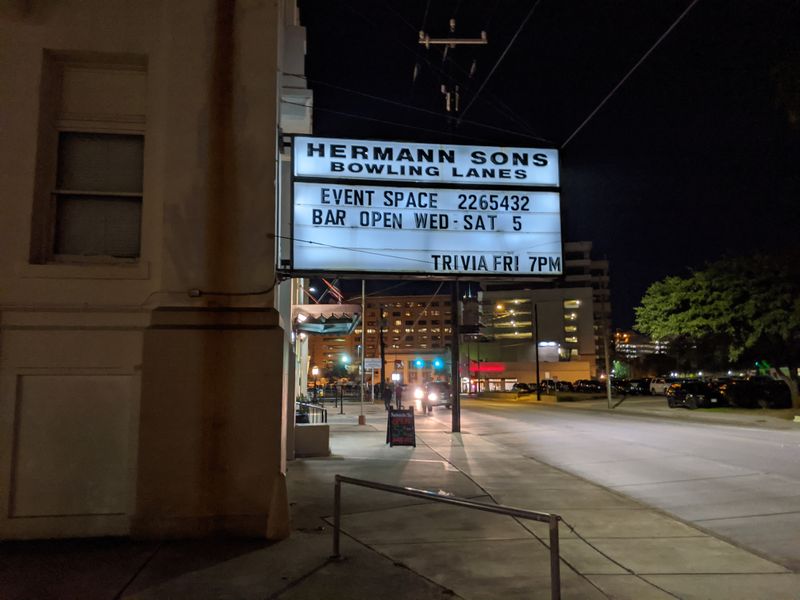 HERMANN SONS
BOWLING LANES
EVENT SPACE 2265432
BAR OPEN WED-SAT 5
TRIVIA FRI 7PM